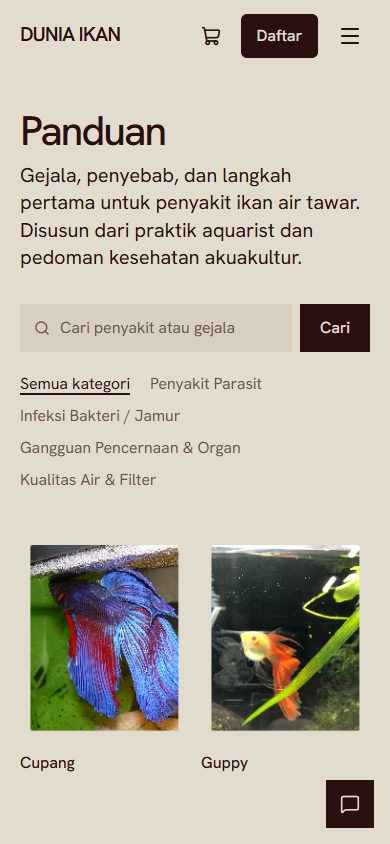 DUNIA IKAN
Daftar
Panduan
Gejala, penyebab, dan langkah
pertama untuk penyakit ikan air tawar.
Disusun dari praktik aquarist dan
pedoman kesehatan akuakultur.
Cari penyakit atau gejala
Cari
Semua kategori
Penyakit Parasit
Infeksi Bakteri / Jamur
Gangguan Pencernaan & Organ
Kualitas Air & Filter
Cupang
Guppy